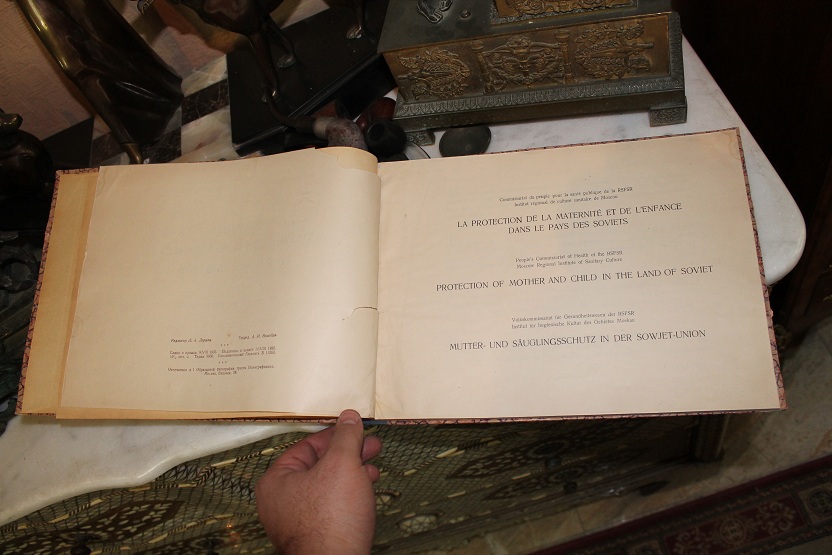 Commissariat du peuple pour la santé publique de la RSFSR
Institut régional de culture sanitaire de Moscou
LA PROTECTION DE LA MATERNITÉ ET DE L'ENFANCE
DANS LE PAYS DES SOVIETS
People's Commissariat of Health of the RSFSR
Moscow Regional Institute of Sanitary Culture
PROTECTION OF MOTHER AND CHILD IN THE LAND OF SOVIET
Volkskommissariat für Gesundheitswesen der RSFSR
Institut für hygienische Kultur des Gebietes Moskau
MUTTER- UND SÄUGLINGSSCHUTZ IN DER SOWJET-UNION